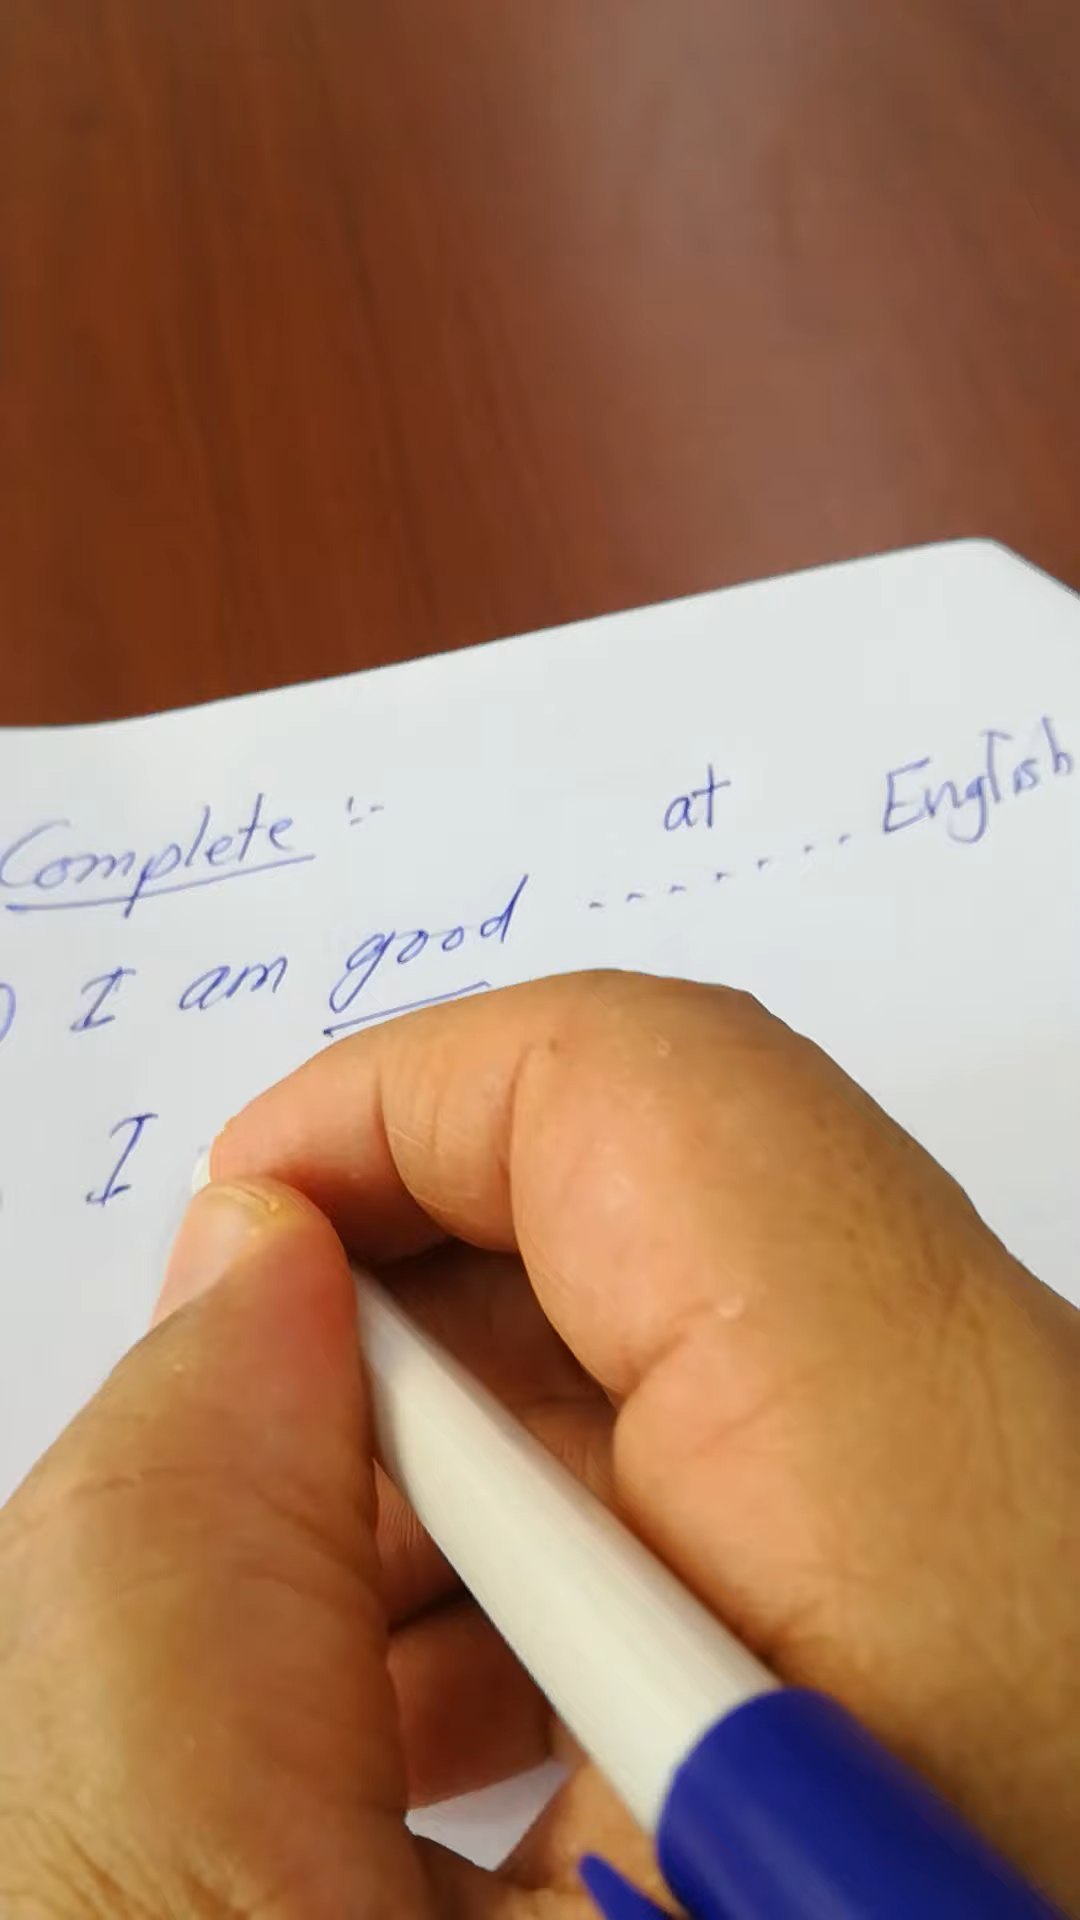 Complete :-
) I am good ........ at English
I